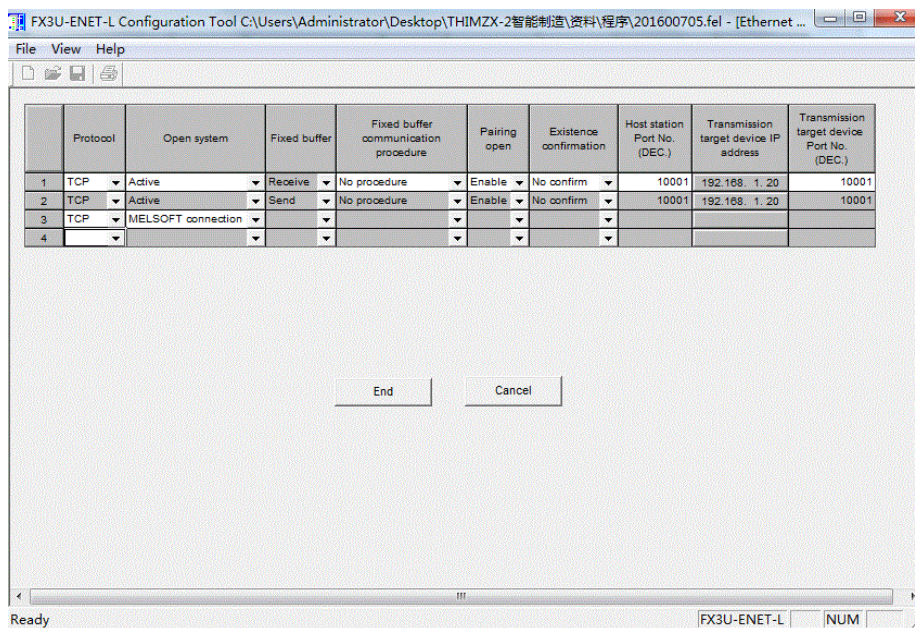 FX3U-ENET-L Configuration Tool C:\Users\Administrator\Desktop\THIMZX-2智能制造\资料\程序\201600705.fel - [Ethernet ...
File View Help
Protocol Open system Fixed buffer Fixed buffer communication procedure Pairing open Existence confirmation Host station Port No. (DEC.) Transmission target device IP address Transmission target device Port No. (DEC.)
1 TCP Active Receive No procedure Enable No confirm 10001 192.168. 1. 20 10001
2 TCP Active Send No procedure Enable No confirm 10001 192.168. 1. 20 10001
3 TCP MELSOFT connection
4
End Cancel
Ready FX3U-ENET-L NUM